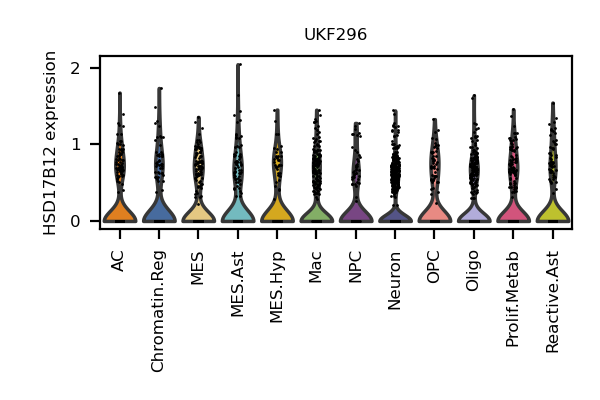 UKF296
HSD17B12 expression
2
1
0
AC
Chromatin.Reg
MES
MES.Ast
MES.Hyp
Mac
NPC
Neuron
OPC
Oligo
Prolif.Metab
Reactive.Ast